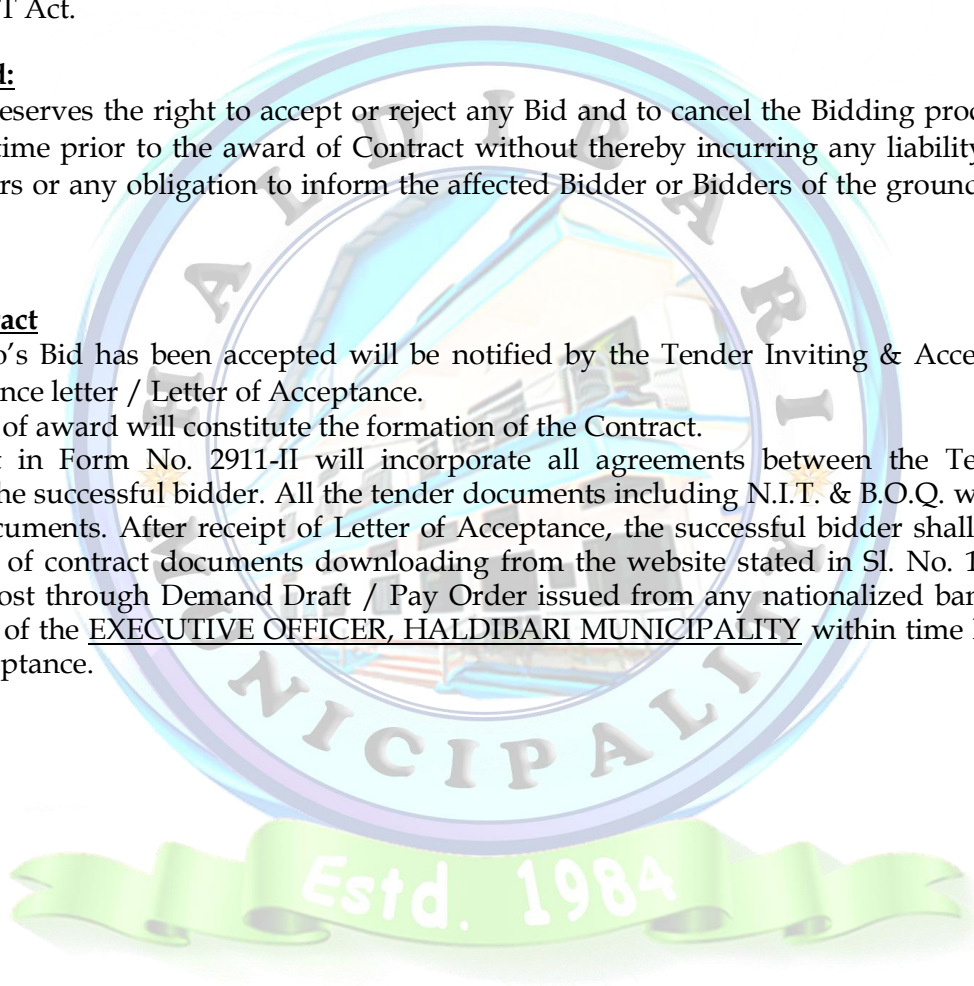 T Act.
d:
eserves the right to accept or reject any Bid and to cancel the Bidding proc
time prior to the award of Contract without thereby incurring any liability
rs or any obligation to inform the affected Bidder or Bidders of the ground
act
o’s Bid has been accepted will be notified by the Tender Inviting & Acce
nce letter / Letter of Acceptance.
of award will constitute the formation of the Contract.
t in Form No. 2911-II will incorporate all agreements between the Te
he successful bidder. All the tender documents including N.I.T. & B.O.Q. w
cuments. After receipt of Letter of Acceptance, the successful bidder shall
of contract documents downloading from the website stated in Sl. No. 1
ost through Demand Draft / Pay Order issued from any nationalized ban
of the EXECUTIVE OFFICER, HALDIBARI MUNICIPALITY within time
ptance.
HALDIBARI MUNICIPALITY
Estd. 1984